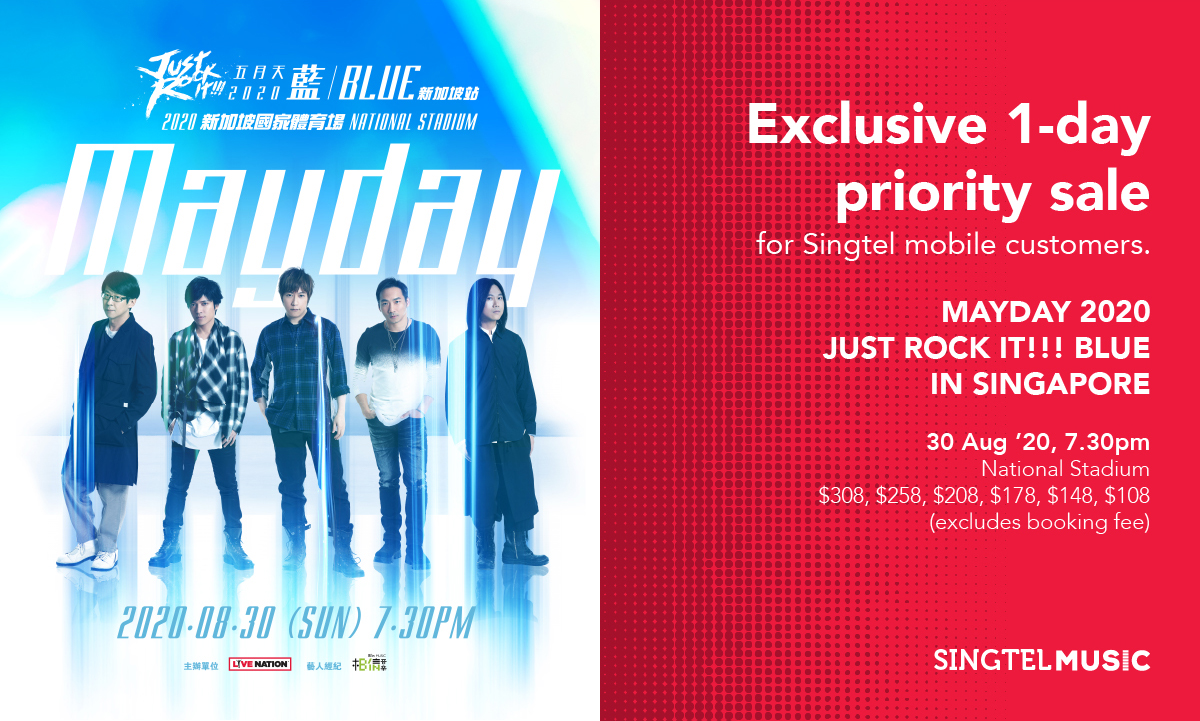 JUST ROCK IT!!! 五月天 2020 藍 | BLUE 新加坡站
2020 新加坡國家體育場 NATIONAL STADIUM
Mayday
2020.08.30 (SUN) 7.30PM
主辦單位 LIVE NATION 藝人經紀 相信音樂
Exclusive 1-day
priority sale
for Singtel mobile customers.
MAYDAY 2020
JUST ROCK IT!!! BLUE
IN SINGAPORE
30 Aug ’20, 7.30pm
National Stadium
$308, $258, $208, $178, $148, $108
(excludes booking fee)
SINGTEL MUSIC